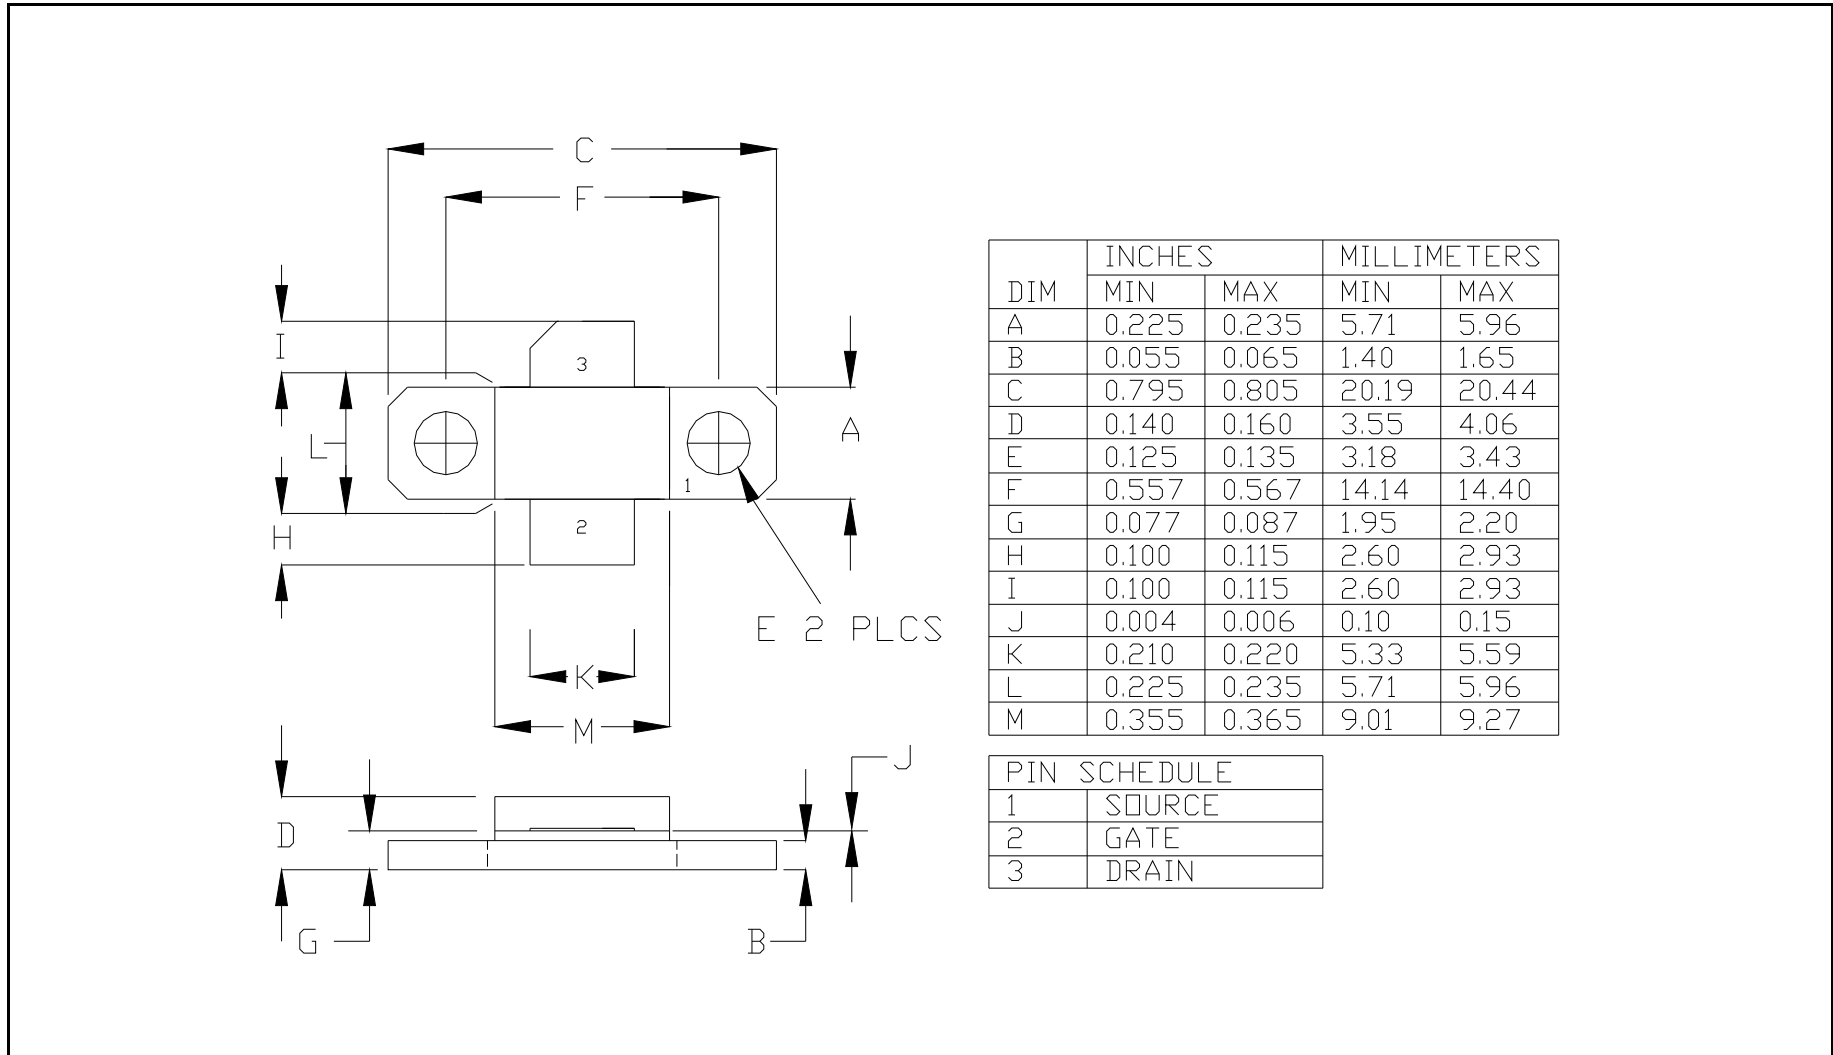 C
F
I
3
L
A
1
H
2
E 2 PLCS
K
M
J
D
G
B
INCHES MILLIMETERS
DIM MIN MAX MIN MAX
A 0.225 0.235 5.71 5.96
B 0.055 0.065 1.40 1.65
C 0.795 0.805 20.19 20.44
D 0.140 0.160 3.55 4.06
E 0.125 0.135 3.18 3.43
F 0.557 0.567 14.14 14.40
G 0.077 0.087 1.95 2.20
H 0.100 0.115 2.60 2.93
I 0.100 0.115 2.60 2.93
J 0.004 0.006 0.10 0.15
K 0.210 0.220 5.33 5.59
L 0.225 0.235 5.71 5.96
M 0.355 0.365 9.01 9.27
PIN SCHEDULE
1 SOURCE
2 GATE
3 DRAIN